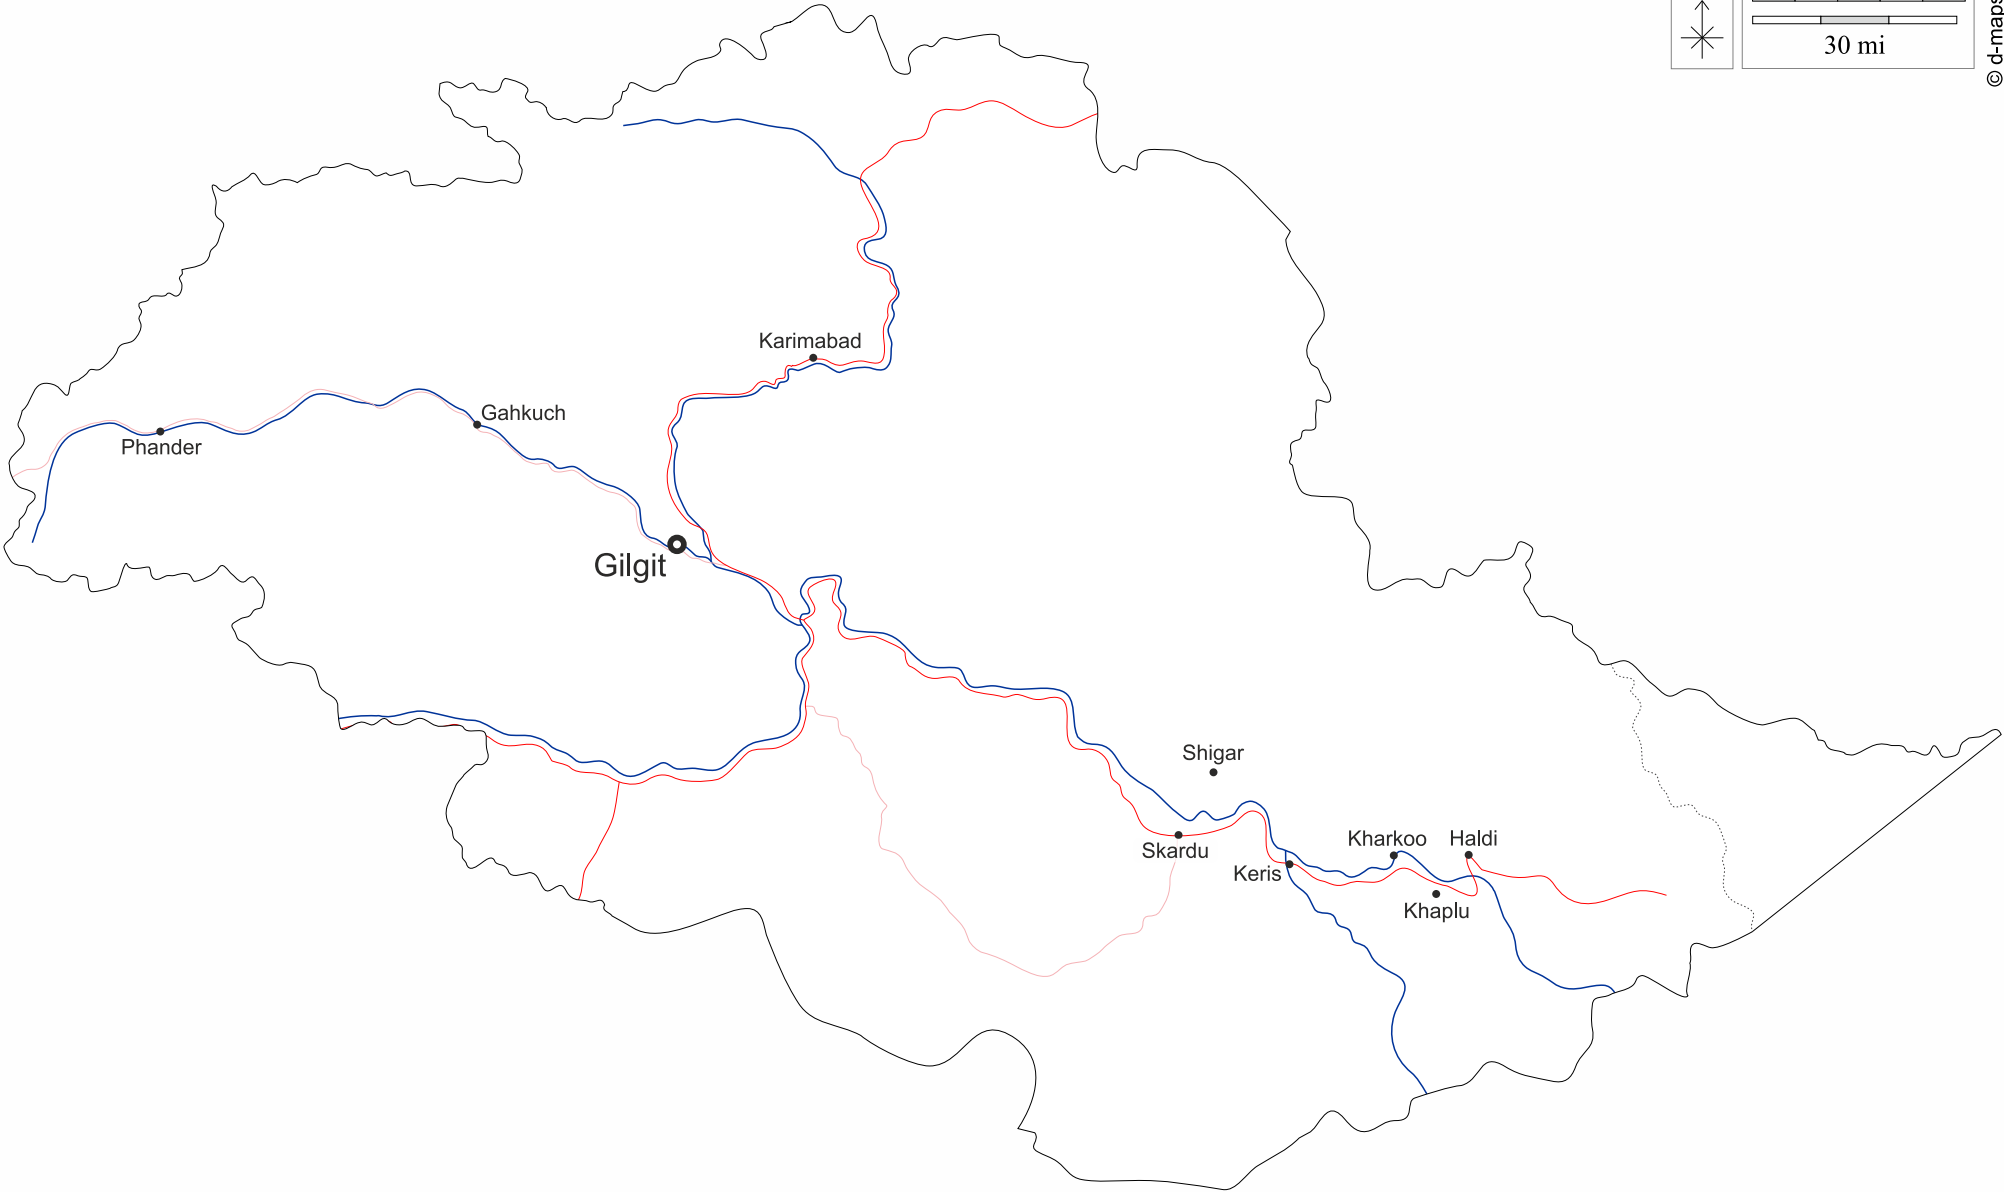 30 mi
© d-maps
Karimabad
Gahkuch
Phander
Gilgit
Shigar
Skardu
Kharkoo
Haldi
Keris
Khaplu